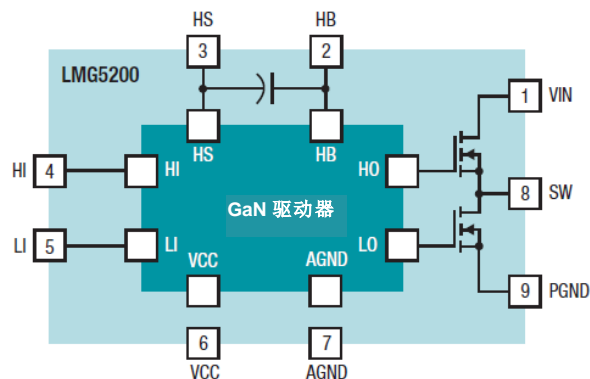 HS HB
3 2
LMG5200
1 VIN
HS HB
HI 4 HI HO
GaN 驱动器
8 SW
LI 5 LI LO
VCC AGND
9 PGND
6 7
VCC AGND